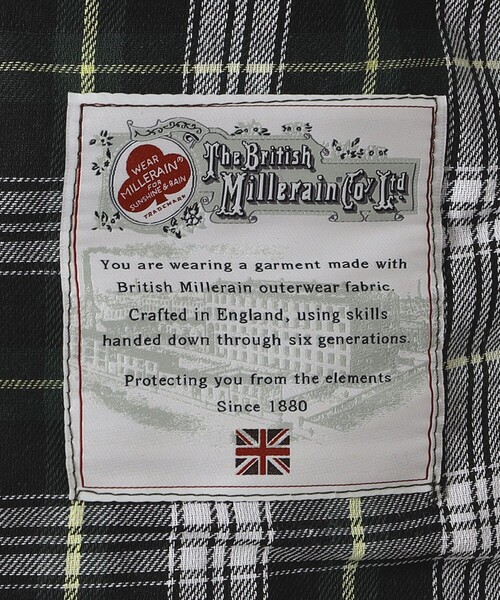 WEAR
MILLERAIN(R)
FOR
SUNSHINE & RAIN
TRADEMARK
The British
Millerain Coy Ltd
You are wearing a garment made with
British Millerain outerwear fabric.
Crafted in England, using skills
handed down through six generations.
Protecting you from the elements
Since 1880